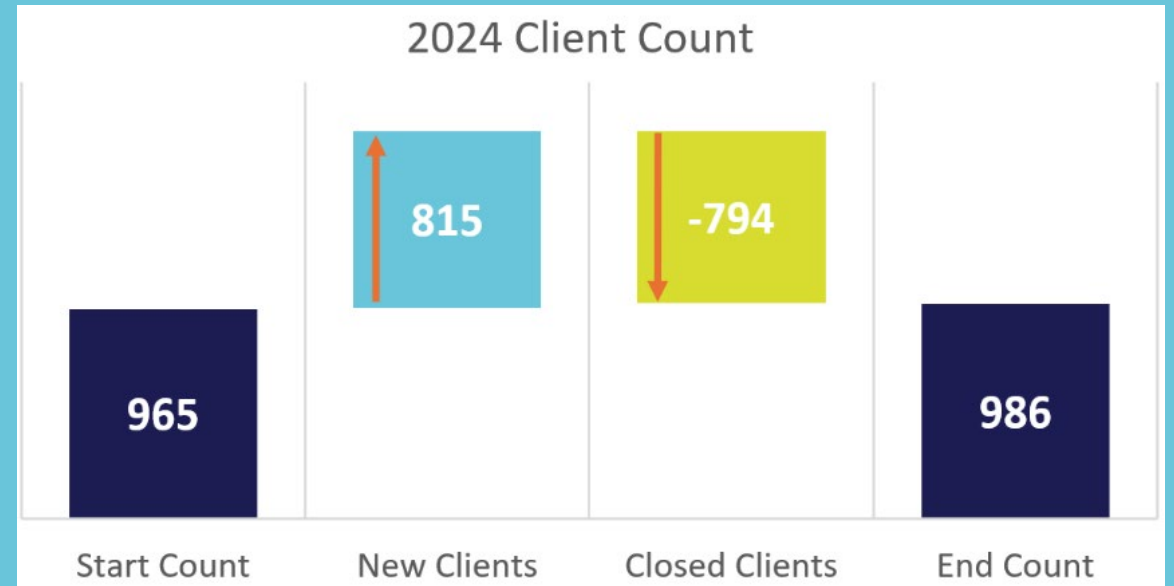 2024 Client Count
815
-794
965
986
Start Count
New Clients
Closed Clients
End Count